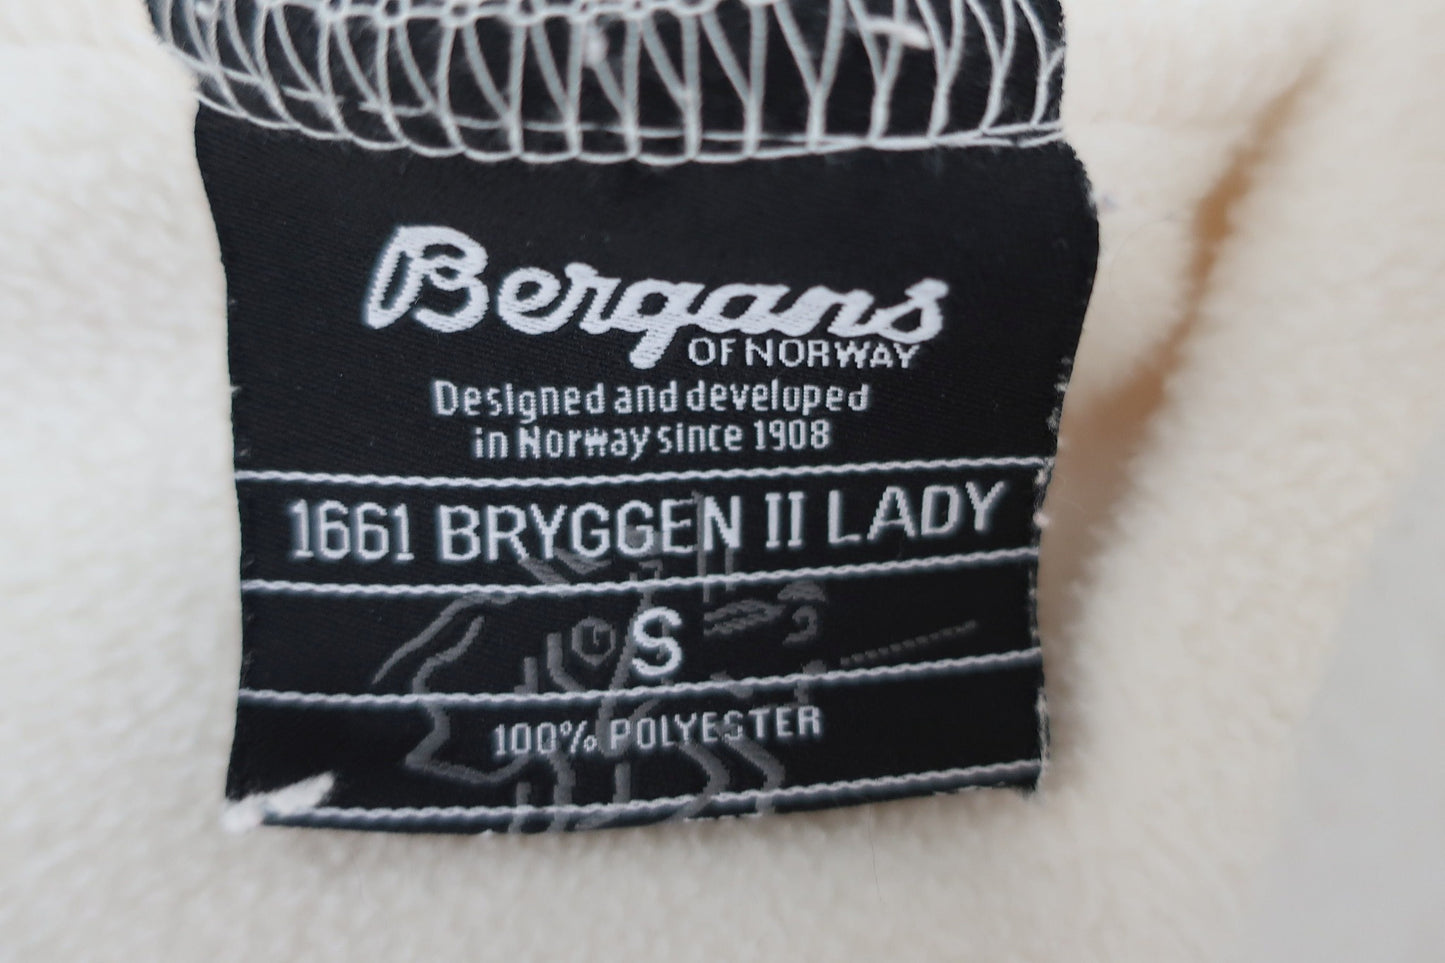 Bergans
OF NORWAY
Designed and developed
in Norway since 1908
1661 BRYGGEN II LADY
S
100% POLYESTER